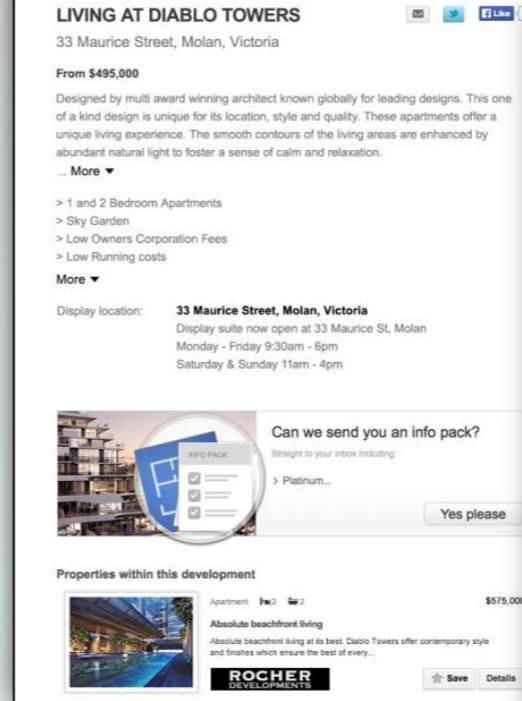 LIVING AT DIABLO TOWERS
Like
33 Maurice Street, Molan, Victoria
From $495,000
Designed by multi award winning architect known globally for leading designs. This one
of a kind design is unique for its location, style and quality. These apartments offer a
unique living experience. The smooth contours of the living areas are enhanced by
abundant natural light to foster a sense of calm and relaxation.
... More ▼
> 1 and 2 Bedroom Apartments
> Sky Garden
> Low Owners Corporation Fees
> Low Running costs
More ▼
Display location: 33 Maurice Street, Molan, Victoria
Display suite now open at 33 Maurice St, Molan
Monday - Friday 9:30am - 6pm
Saturday & Sunday 11am - 4pm
INFO PACK
Can we send you an info pack?
Straight to your inbox including:
> Platinum...
Yes please
Properties within this development
Apartment 2 2 $575,000
Absolute beachfront living
Absolute beachfront living at its best. Diablo Towers offer contemporary style
and finishes which ensure the best of every...
ROCHER
DEVELOPMENTS
Save Details